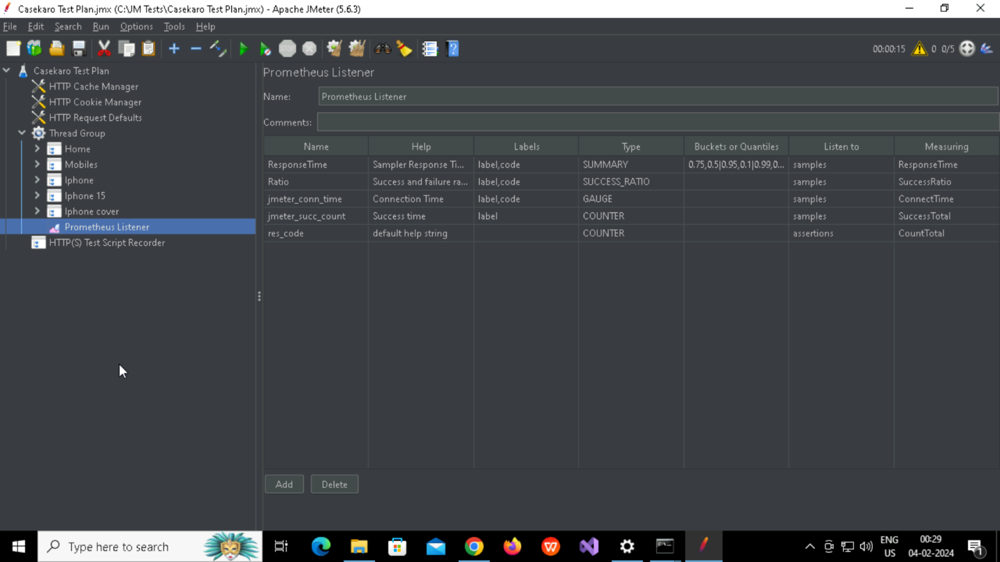 Casekaro Test Plan.jmx (C:\JM Tests\Casekaro Test Plan.jmx) - Apache JMeter (5.6.3)
File Edit Search Run Options Tools Help
STOP 00:00:15 0 0/5
Casekaro Test Plan
HTTP Cache Manager
HTTP Cookie Manager
HTTP Request Defaults
Thread Group
Home
Mobiles
Iphone
Iphone 15
Iphone cover
Prometheus Listener
HTTP(S) Test Script Recorder
Prometheus Listener
Name: Prometheus Listener
Comments:
Name Help Labels Type Buckets or Quantiles Listen to Measuring
ResponseTime Sampler Response Ti... label,code SUMMARY 0.75,0.5|0.95,0.1|0.99,0... samples ResponseTime
Ratio Success and failure ra... label,code SUCCESS_RATIO samples SuccessRatio
jmeter_conn_time Connection Time label,code GAUGE samples ConnectTime
jmeter_succ_count Success time label COUNTER samples SuccessTotal
res_code default help string COUNTER assertions CountTotal
Add Delete
Type here to search
ENG
US
00:29
04-02-2024
1